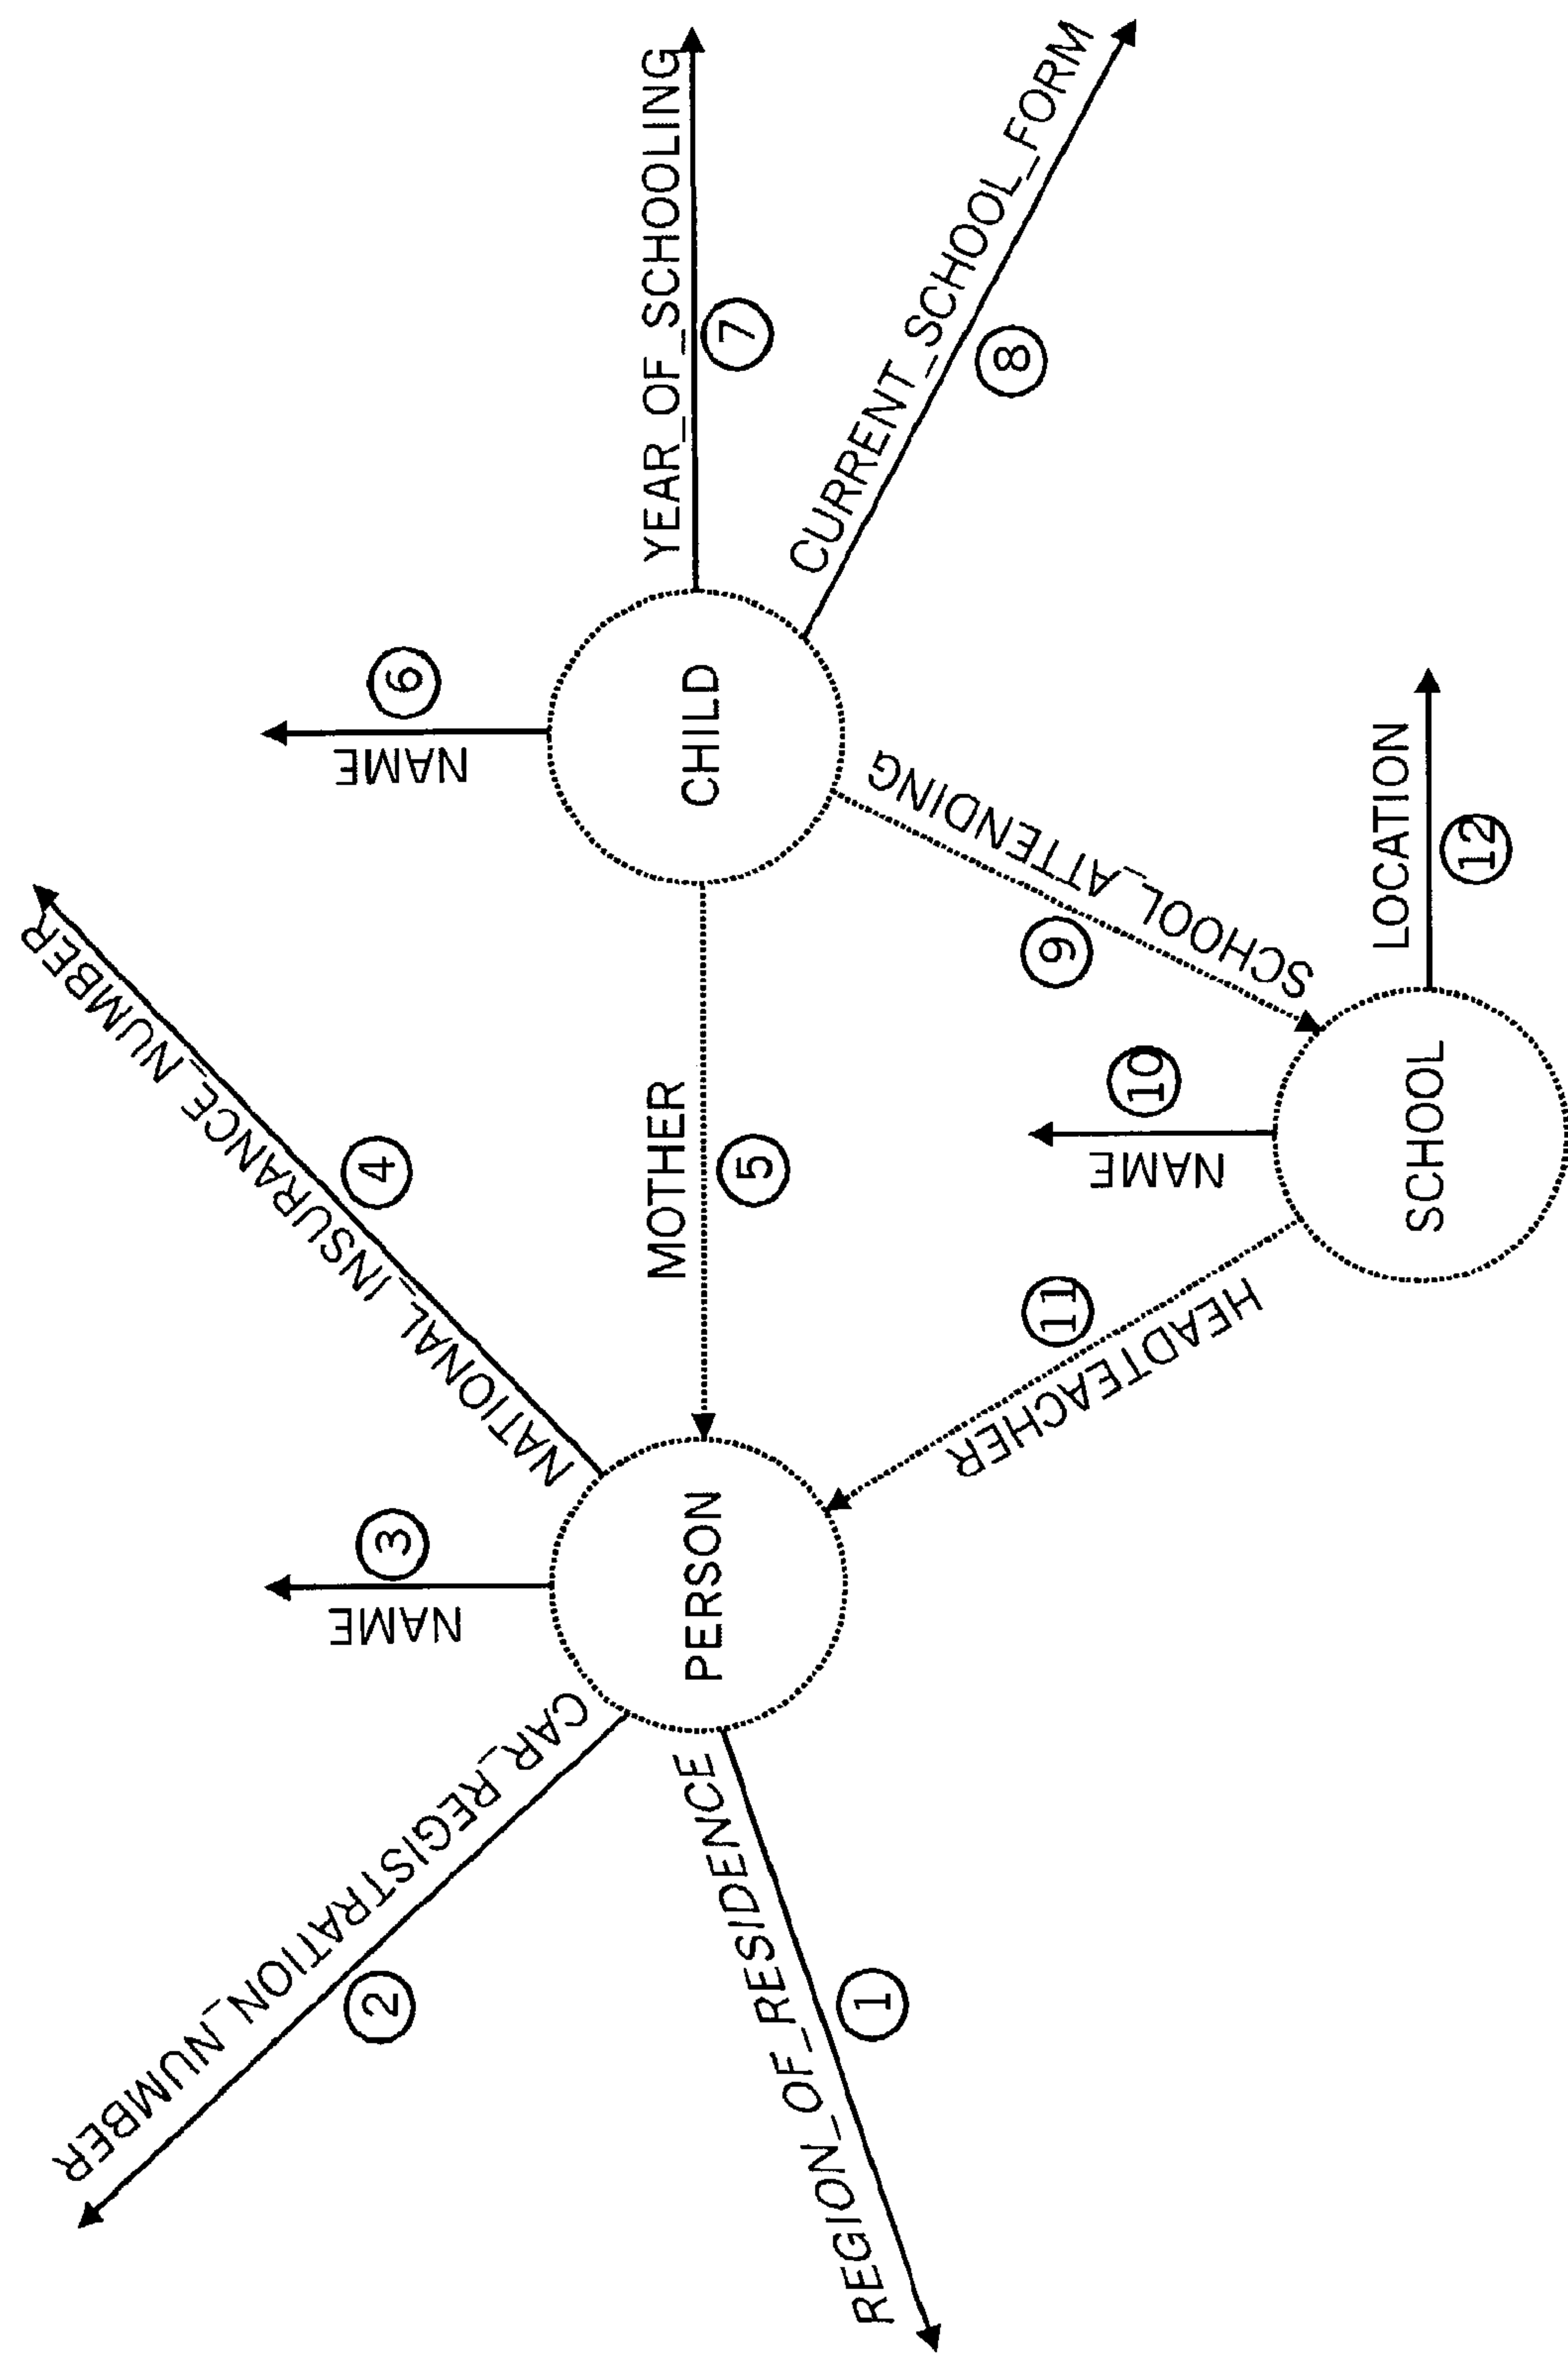 REGION_OF_RESIDENCE
1
CAR_REGISTRATION_NUMBER
2
NAME
3
NATIONAL_INSURANCE_NUMBER
4
PERSON
MOTHER
5
NAME
6
CHILD
YEAR_OF_SCHOOLING
7
CURRENT_SCHOOL_FORM
8
SCHOOL_ATTENDING
9
NAME
10
HEADTEACHER
11
SCHOOL
LOCATION
12